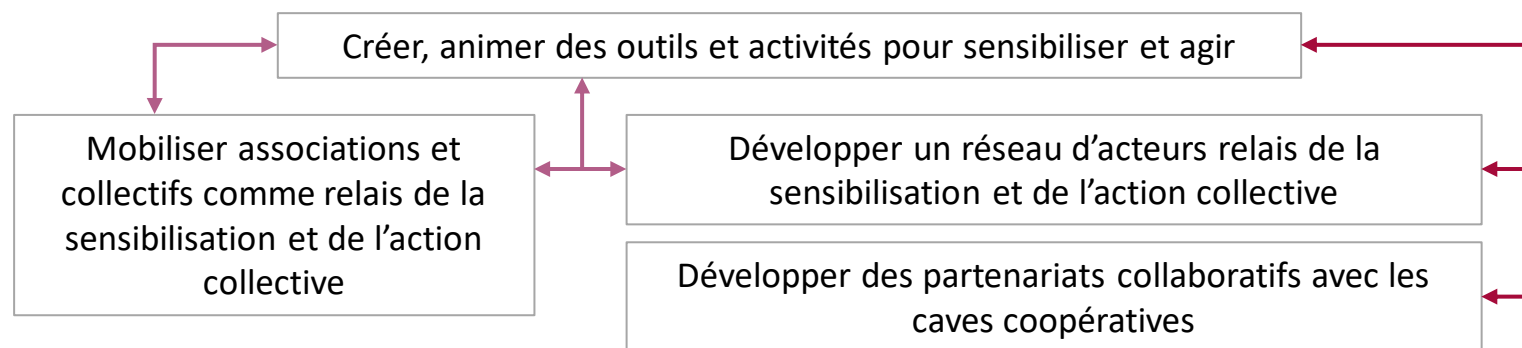 Créer, animer des outils et activités pour sensibiliser et agir
Mobiliser associations et
collectifs comme relais de la
sensibilisation et de l’action
collective
Développer un réseau d’acteurs relais de la
sensibilisation et de l’action collective
Développer des partenariats collaboratifs avec les
caves coopératives